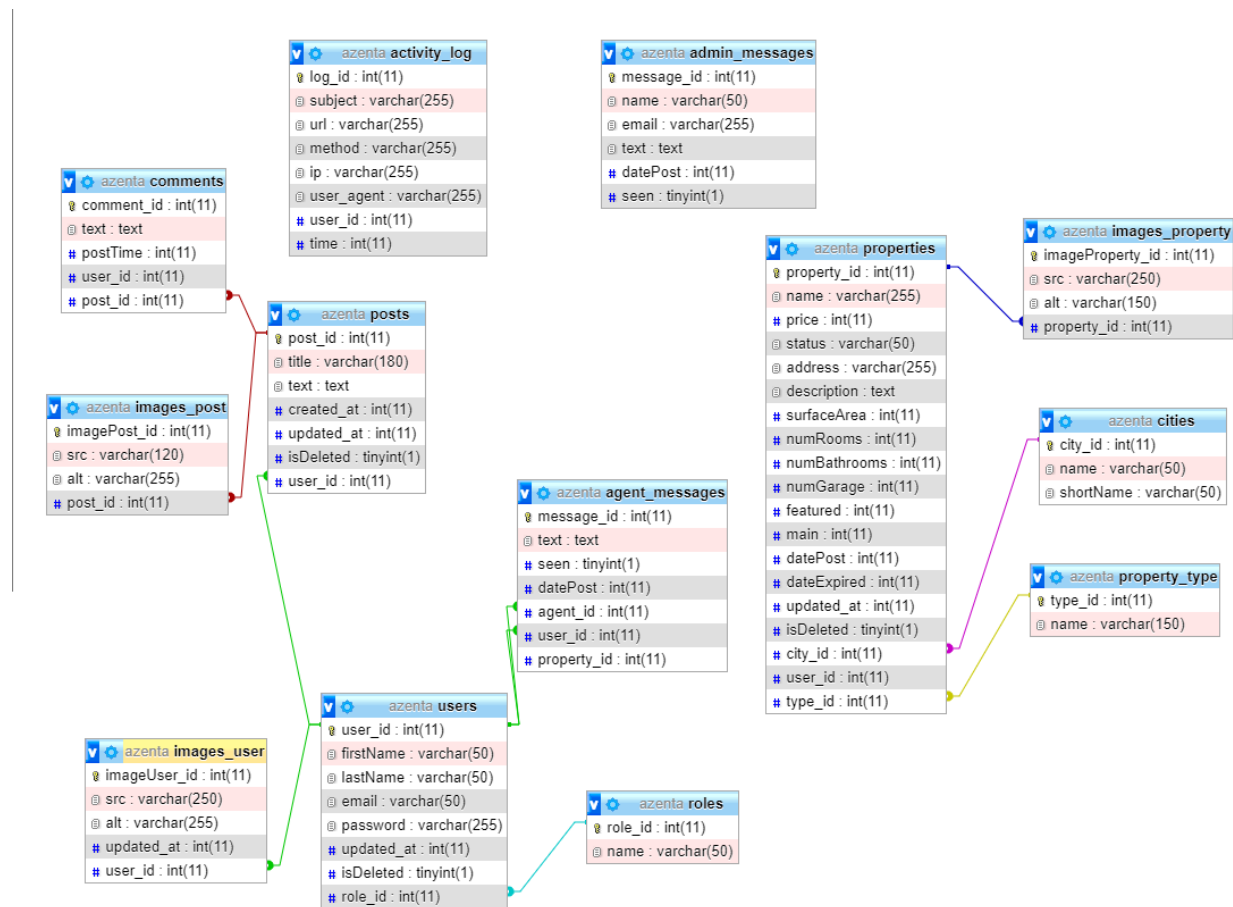 azenta activity_log
log_id : int(11)
subject : varchar(255)
url : varchar(255)
method : varchar(255)
ip : varchar(255)
user_agent : varchar(255)
user_id : int(11)
time : int(11)
azenta admin_messages
message_id : int(11)
name : varchar(50)
email : varchar(255)
text : text
datePost : int(11)
seen : tinyint(1)
azenta comments
comment_id : int(11)
text : text
postTime : int(11)
user_id : int(11)
post_id : int(11)
azenta posts
post_id : int(11)
title : varchar(180)
text : text
created_at : int(11)
updated_at : int(11)
isDeleted : tinyint(1)
user_id : int(11)
azenta images_post
imagePost_id : int(11)
src : varchar(120)
alt : varchar(255)
post_id : int(11)
azenta properties
property_id : int(11)
name : varchar(255)
price : int(11)
status : varchar(50)
address : varchar(255)
description : text
surfaceArea : int(11)
numRooms : int(11)
numBathrooms : int(11)
numGarage : int(11)
featured : int(11)
main : int(11)
datePost : int(11)
dateExpired : int(11)
updated_at : int(11)
isDeleted : tinyint(1)
city_id : int(11)
user_id : int(11)
type_id : int(11)
azenta images_property
imageProperty_id : int(11)
src : varchar(250)
alt : varchar(150)
property_id : int(11)
azenta cities
city_id : int(11)
name : varchar(50)
shortName : varchar(50)
azenta property_type
type_id : int(11)
name : varchar(150)
azenta agent_messages
message_id : int(11)
text : text
seen : tinyint(1)
datePost : int(11)
agent_id : int(11)
user_id : int(11)
property_id : int(11)
azenta users
user_id : int(11)
firstName : varchar(50)
lastName : varchar(50)
email : varchar(50)
password : varchar(255)
updated_at : int(11)
isDeleted : tinyint(1)
role_id : int(11)
azenta images_user
imageUser_id : int(11)
src : varchar(250)
alt : varchar(255)
updated_at : int(11)
user_id : int(11)
azenta roles
role_id : int(11)
name : varchar(50)